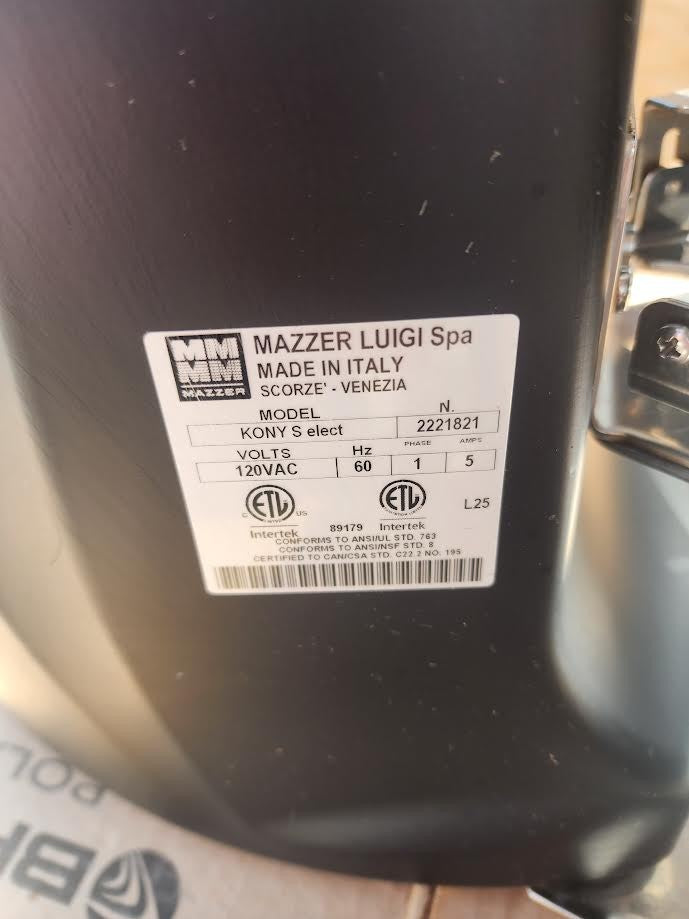 MM
MM
MAZZER
MAZZER LUIGI Spa
MADE IN ITALY
SCORZE' - VENEZIA
MODEL N.
KONY S elect 2221821
VOLTS Hz PHASE AMPS
120VAC 60 1 5
C ETL US ETL L25
Intertek 89179 Intertek
CONFORMS TO ANSI/UL STD. 763
CONFORMS TO ANSI/NSF STD. 8
CERTIFIED TO CAN/CSA STD. C22.2 NO. 195